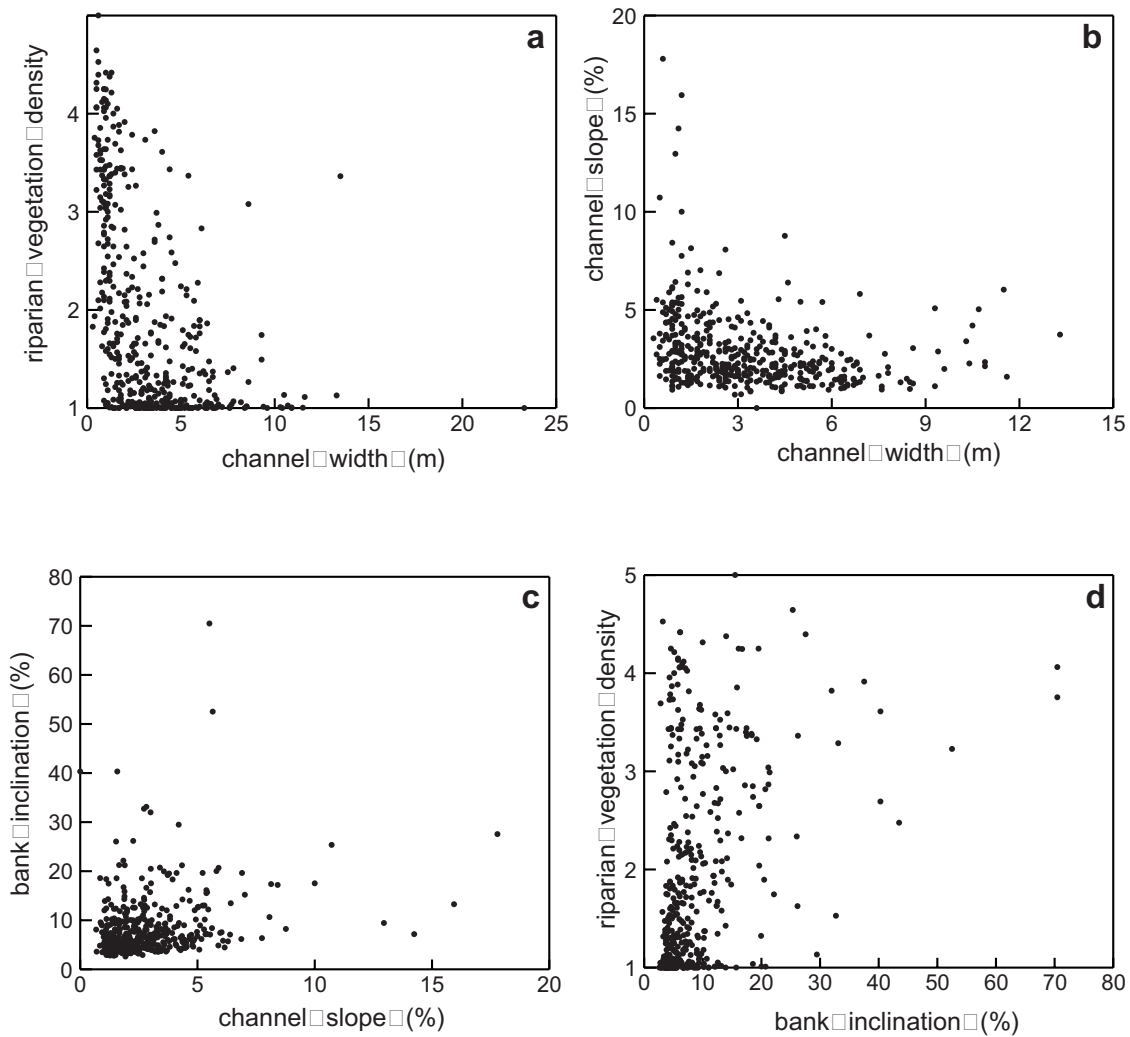 a
riparian□vegetation□density
4
3
2
1
0 5 10 15 20 25
channel□width□(m)
b
channel□slope□(%)
20
15
10
5
0
0 3 6 9 12 15
channel□width□(m)
c
bank□inclination□(%)
80
70
60
50
40
30
20
10
0
0 5 10 15 20
channel□slope□(%)
d
riparian□vegetation□density
5
4
3
2
1
0 10 20 30 40 50 60 70 80
bank□inclination□(%)